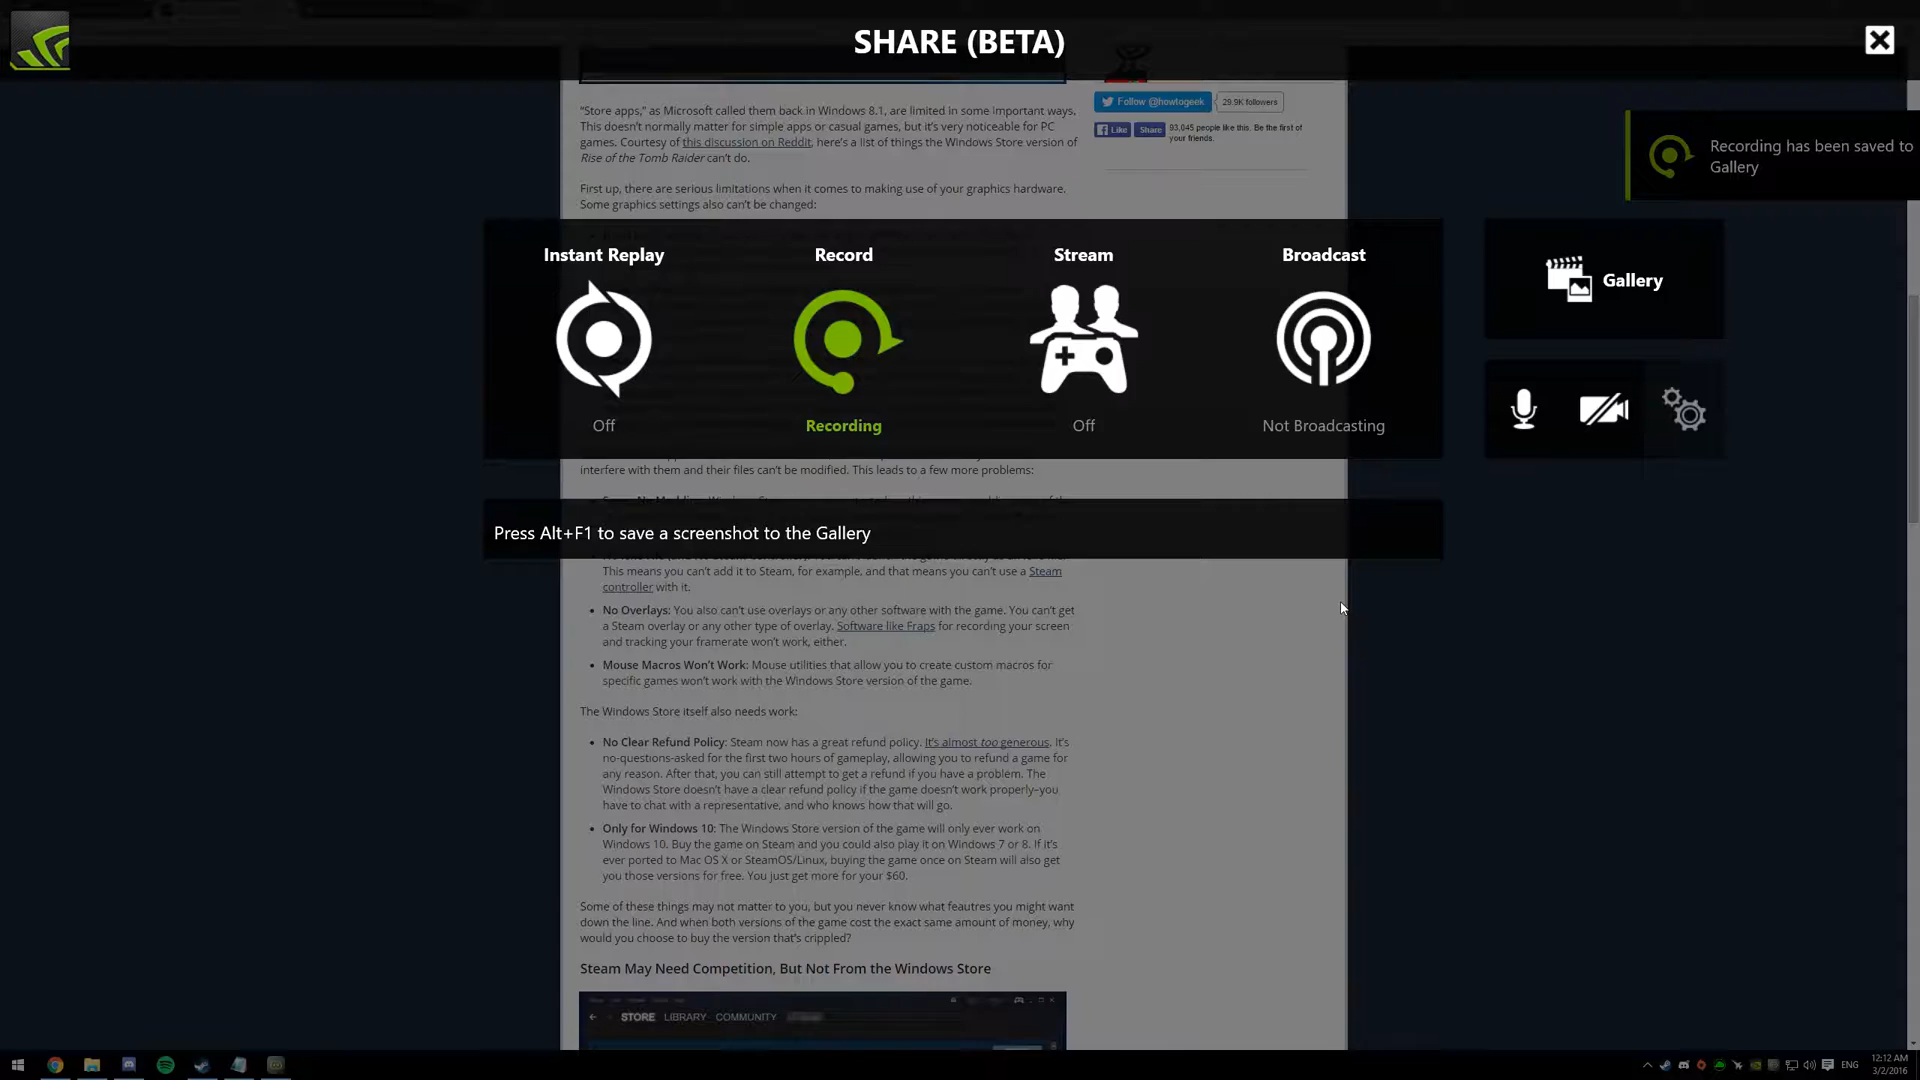 SHARE (BETA)
"Store apps," as Microsoft called them back in Windows 8.1, are limited in some important ways.
This doesn't normally matter for simple apps or casual games, but it's very noticeable for PC
games. Courtesy of this discussion on Reddit, here's a list of things the Windows Store version of
Rise of the Tomb Raider can't do.
First up, there are serious limitations when it comes to making use of your graphics hardware.
Some graphics settings also can't be changed:
Follow @howtogeek
29.9K followers
Like Share 93,045 people like this. Be the first of
your friends.
Recording has been saved to
Gallery
Instant Replay
Off
Record
Recording
Stream
Off
Broadcast
Not Broadcasting
Gallery
interfere with them and their files can't be modified. This leads to a few more problems:
Press Alt+F1 to save a screenshot to the Gallery
This means you can't add it to Steam, for example, and that means you can't use a Steam
controller with it.
• No Overlays: You also can't use overlays or any other software with the game. You can't get
a Steam overlay or any other type of overlay. Software like Fraps for recording your screen
and tracking your framerate won't work, either.
• Mouse Macros Won't Work: Mouse utilities that allow you to create custom macros for
specific games won't work with the Windows Store version of the game.
The Windows Store itself also needs work:
• No Clear Refund Policy: Steam now has a great refund policy. It's almost too generous. It's
no-questions-asked for the first two hours of gameplay, allowing you to refund a game for
any reason. After that, you can still attempt to get a refund if you have a problem. The
Windows Store doesn't have a clear refund policy if the game doesn't work properly–you
have to chat with a representative, and who knows how that will go.
• Only for Windows 10: The Windows Store version of the game will only ever work on
Windows 10. Buy the game on Steam and you could also play it on Windows 7 or 8. If it's
ever ported to Mac OS X or SteamOS/Linux, buying the game once on Steam will also get
you those versions for free. You just get more for your $60.
Some of these things may not matter to you, but you never know what feautres you might want
down the line. And when both versions of the game cost the exact same amount of money, why
would you choose to buy the version that's crippled?
Steam May Need Competition, But Not From the Windows Store
STORE LIBRARY COMMUNITY
ENG
12:12 AM
3/2/2016